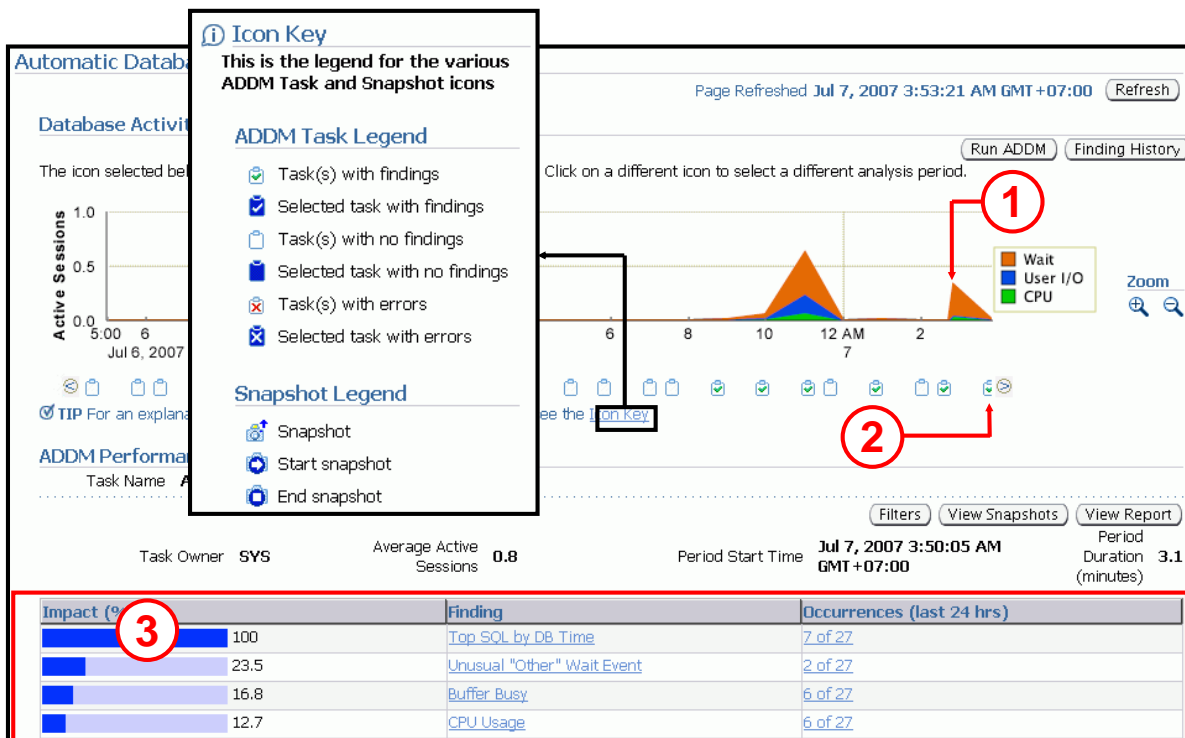 Icon Key
This is the legend for the various
ADDM Task and Snapshot icons
ADDM Task Legend
Task(s) with findings
Selected task with findings
Task(s) with no findings
Selected task with no findings
Task(s) with errors
Selected task with errors
Snapshot Legend
Snapshot
Start snapshot
End snapshot
Automatic Datab
Page Refreshed Jul 7, 2007 3:53:21 AM GMT+07:00 Refresh
Database Activit
Run ADDM Finding History
The icon selected bel Click on a different icon to select a different analysis period.
1
Active Sessions
1.0
0.5
0.0
Wait
User I/O
CPU
Zoom
5:00 6 6 8 10 12 AM 2
Jul 6, 2007 7
TIP For an explana ee the Icon Key
2
ADDM Performa
Task Name A
Filters View Snapshots View Report
Task Owner SYS Average Active Sessions 0.8 Period Start Time Jul 7, 2007 3:50:05 AM GMT+07:00 Period Duration (minutes) 3.1
Impact (% Finding Occurrences (last 24 hrs)
3
100 Top SQL by DB Time 7 of 27
23.5 Unusual "Other" Wait Event 2 of 27
16.8 Buffer Busy 6 of 27
12.7 CPU Usage 6 of 27